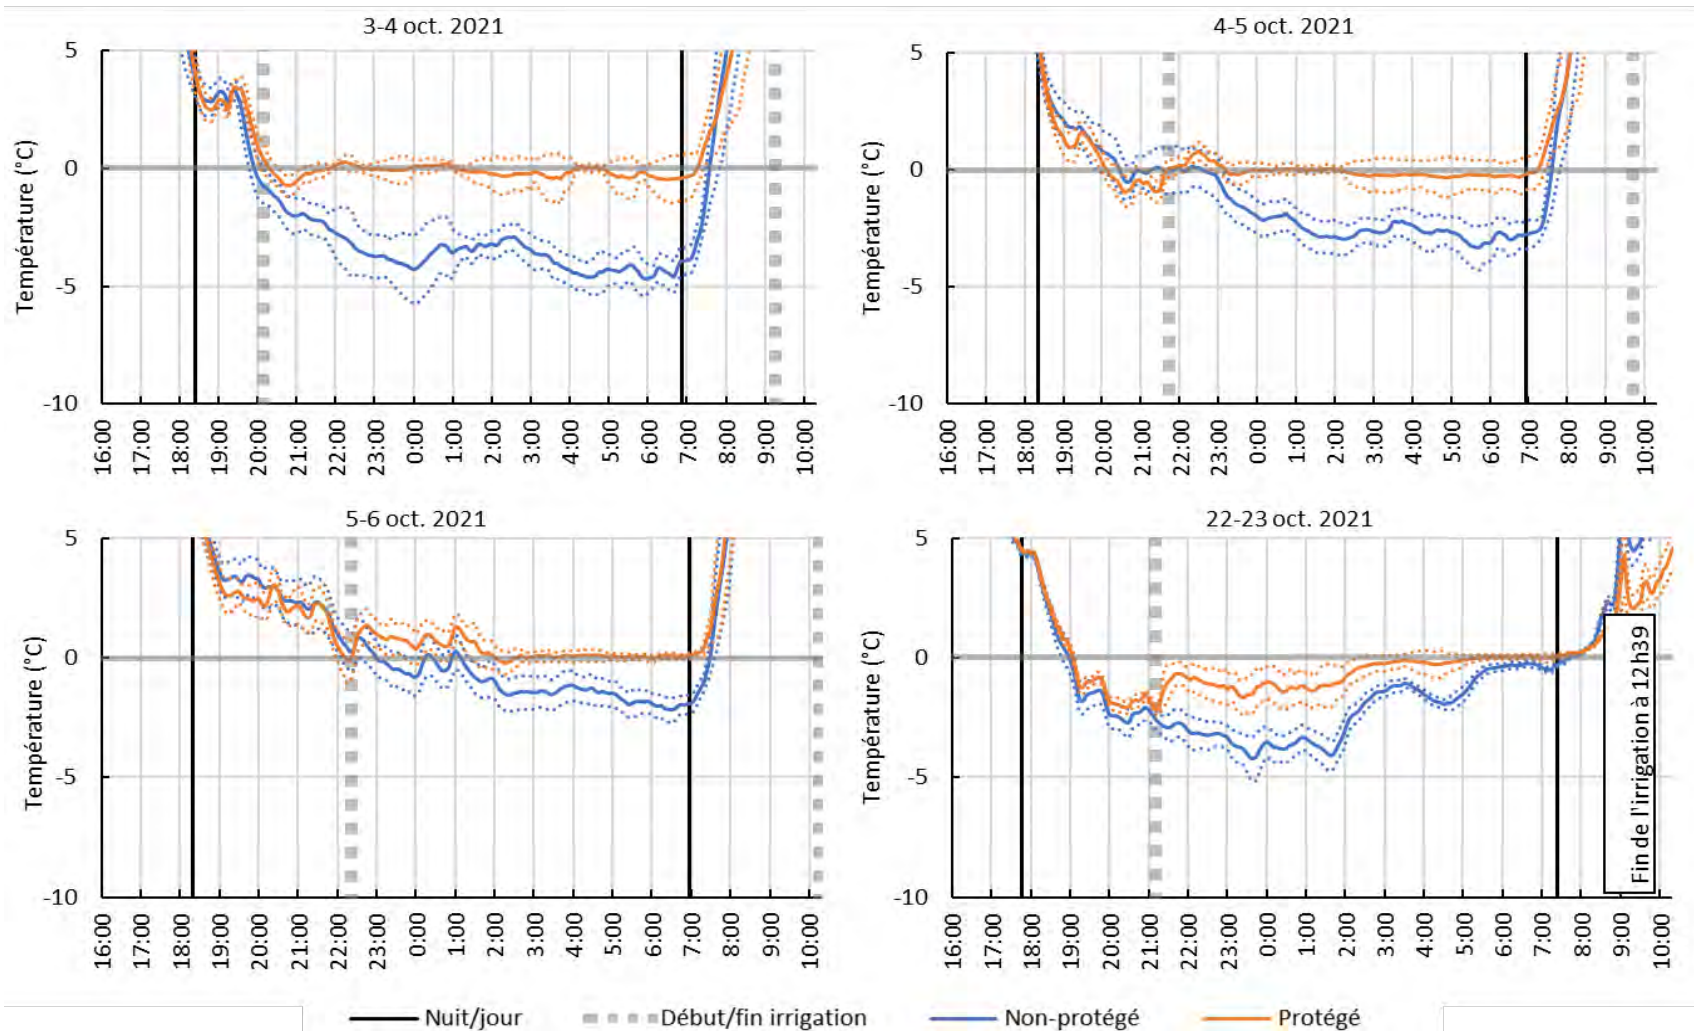 3-4 oct. 2021
5
0
-5
-10
Température (°C)
16:00 17:00 18:00 19:00 20:00 21:00 22:00 23:00 0:00 1:00 2:00 3:00 4:00 5:00 6:00 7:00 8:00 9:00 10:00
4-5 oct. 2021
5
0
-5
-10
Température (°C)
16:00 17:00 18:00 19:00 20:00 21:00 22:00 23:00 0:00 1:00 2:00 3:00 4:00 5:00 6:00 7:00 8:00 9:00 10:00
5-6 oct. 2021
5
0
-5
-10
Température (°C)
16:00 17:00 18:00 19:00 20:00 21:00 22:00 23:00 0:00 1:00 2:00 3:00 4:00 5:00 6:00 7:00 8:00 9:00 10:00
22-23 oct. 2021
5
0
-5
-10
Température (°C)
Fin de l'irrigation à 12h39
16:00 17:00 18:00 19:00 20:00 21:00 22:00 23:00 0:00 1:00 2:00 3:00 4:00 5:00 6:00 7:00 8:00 9:00 10:00
Nuit/jour Début/fin irrigation Non-protégé Protégé